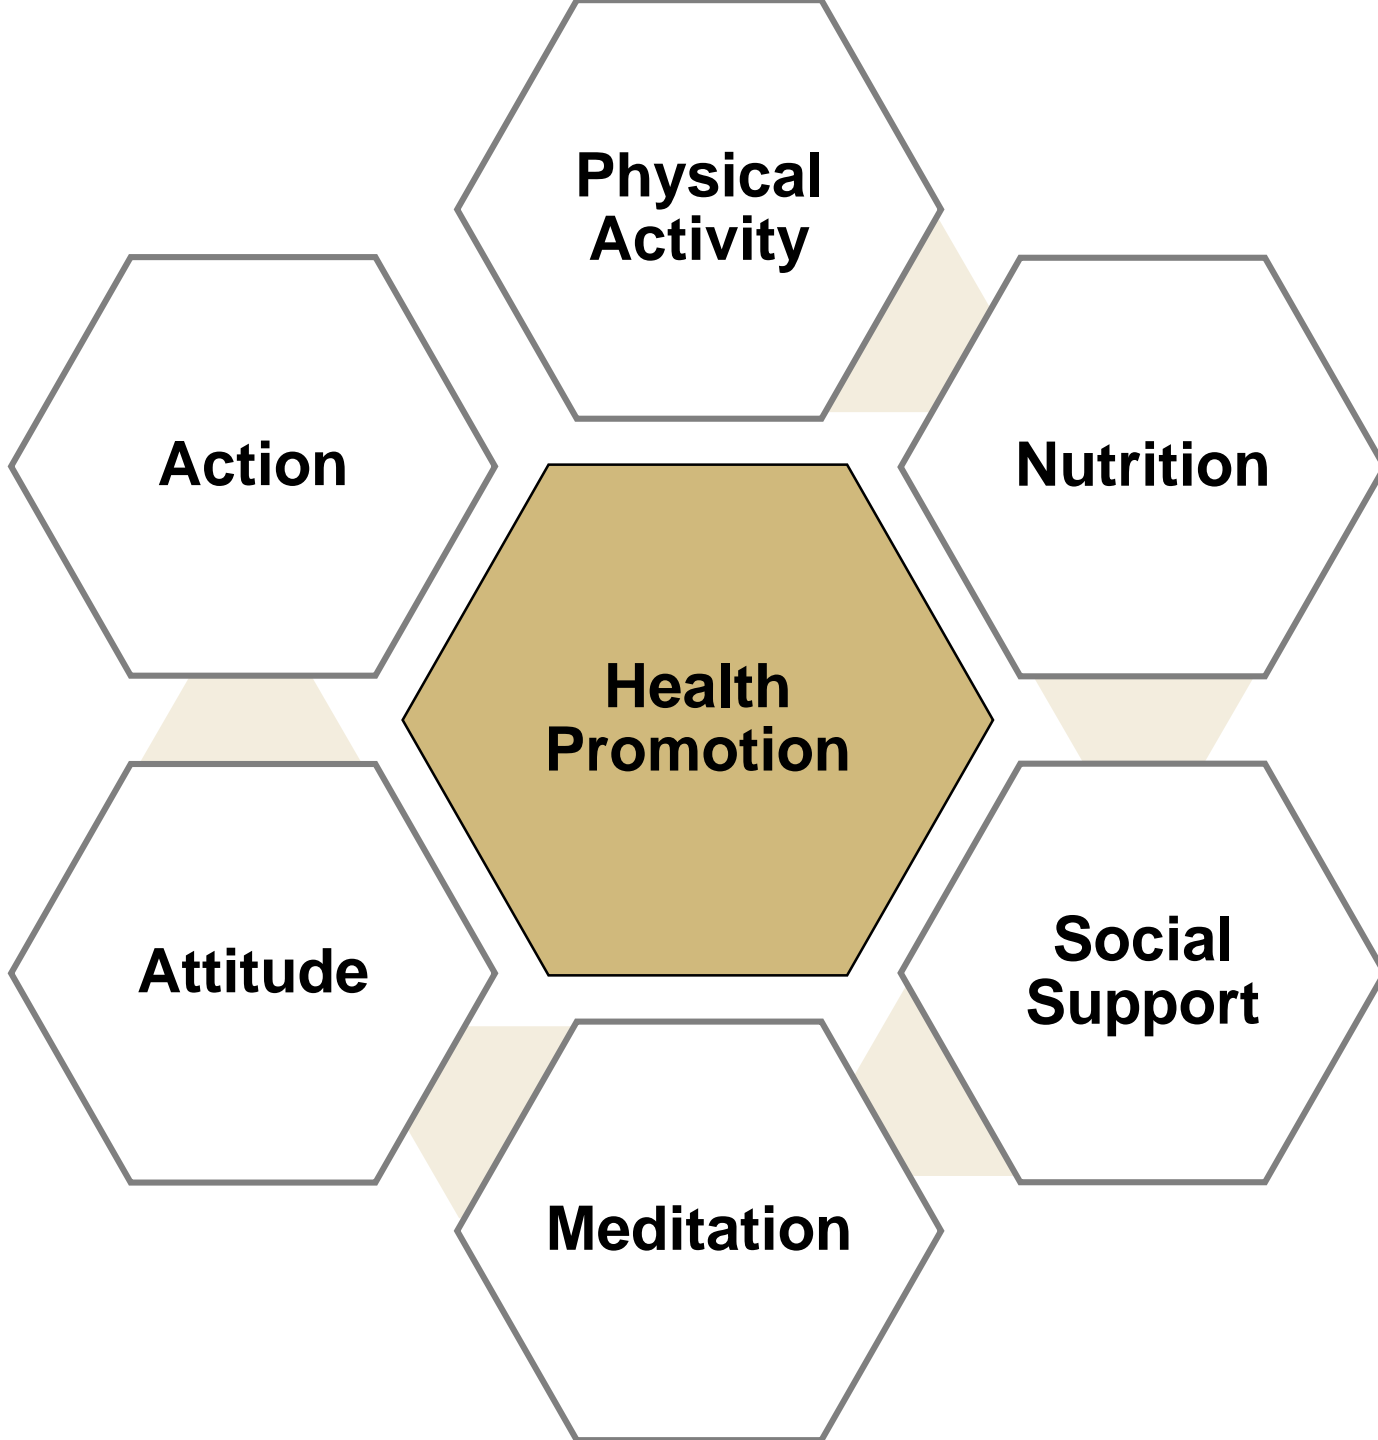 Physical
Activity
Action
Nutrition
Health
Promotion
Attitude
Social
Support
Meditation